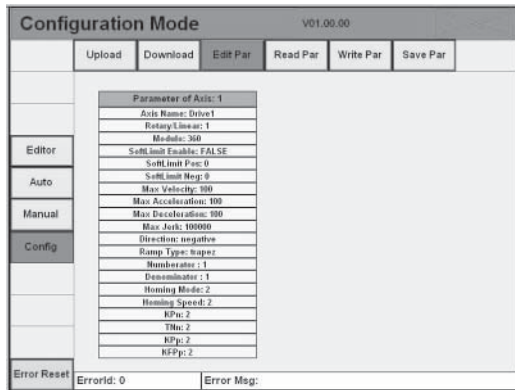 Configuration Mode V01.00.00
Upload Download Edit Par Read Par Write Par Save Par
Parameter of Axis: 1
Axis Name: Drive1
Rotary/Linear: 1
Module: 360
SoftLimit Enable: FALSE
SoftLimit Pos: 0
SoftLimit Neg: 0
Max Velocity: 100
Max Acceleration: 100
Max Deceleration: 100
Max Jerk: 100000
Direction: negative
Ramp Type: trapez
Numberator : 1
Denominator : 1
Homing Mode: 2
Homing Speed: 2
KPn: 2
TNn: 2
KPp: 2
KFPp: 2
Editor
Auto
Manual
Config
Error Reset
ErrorId: 0 Error Msg: